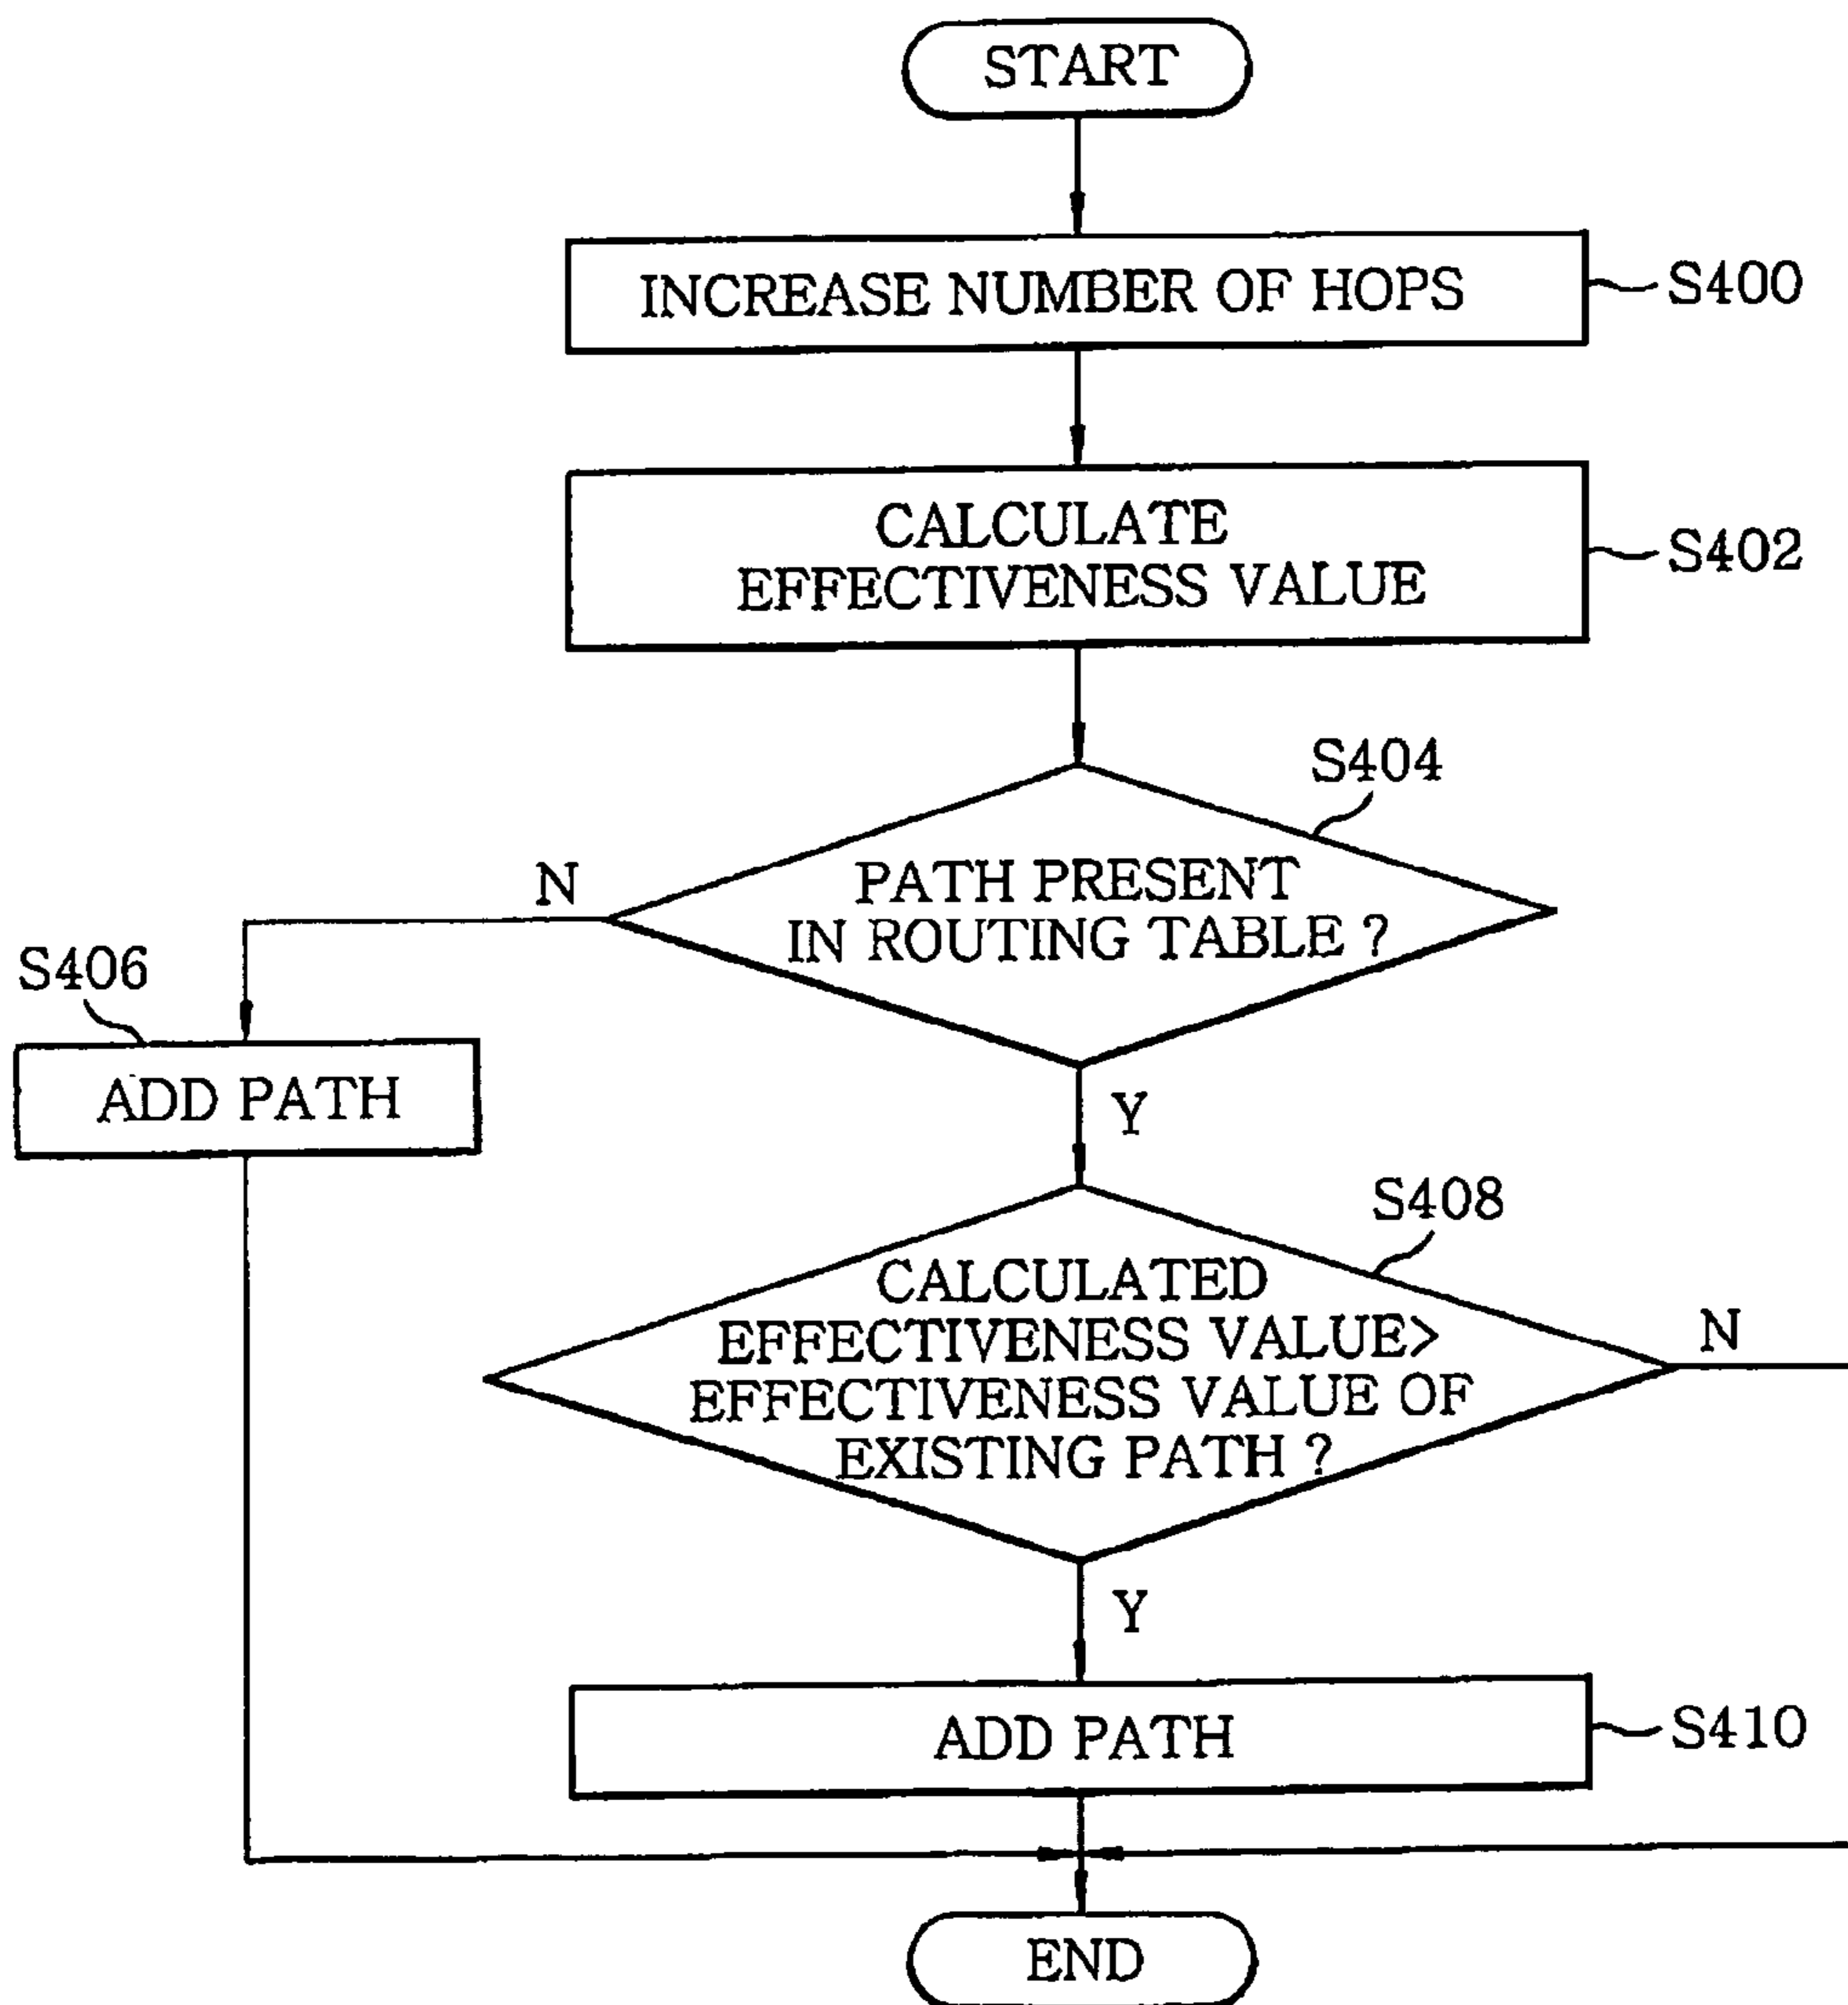 START
INCREASE NUMBER OF HOPS
S400
CALCULATE
EFFECTIVENESS VALUE
S402
S404
PATH PRESENT
IN ROUTING TABLE ?
N
S406
ADD PATH
Y
S408
CALCULATED
EFFECTIVENESS VALUE>
EFFECTIVENESS VALUE OF
EXISTING PATH ?
N
Y
ADD PATH
S410
END